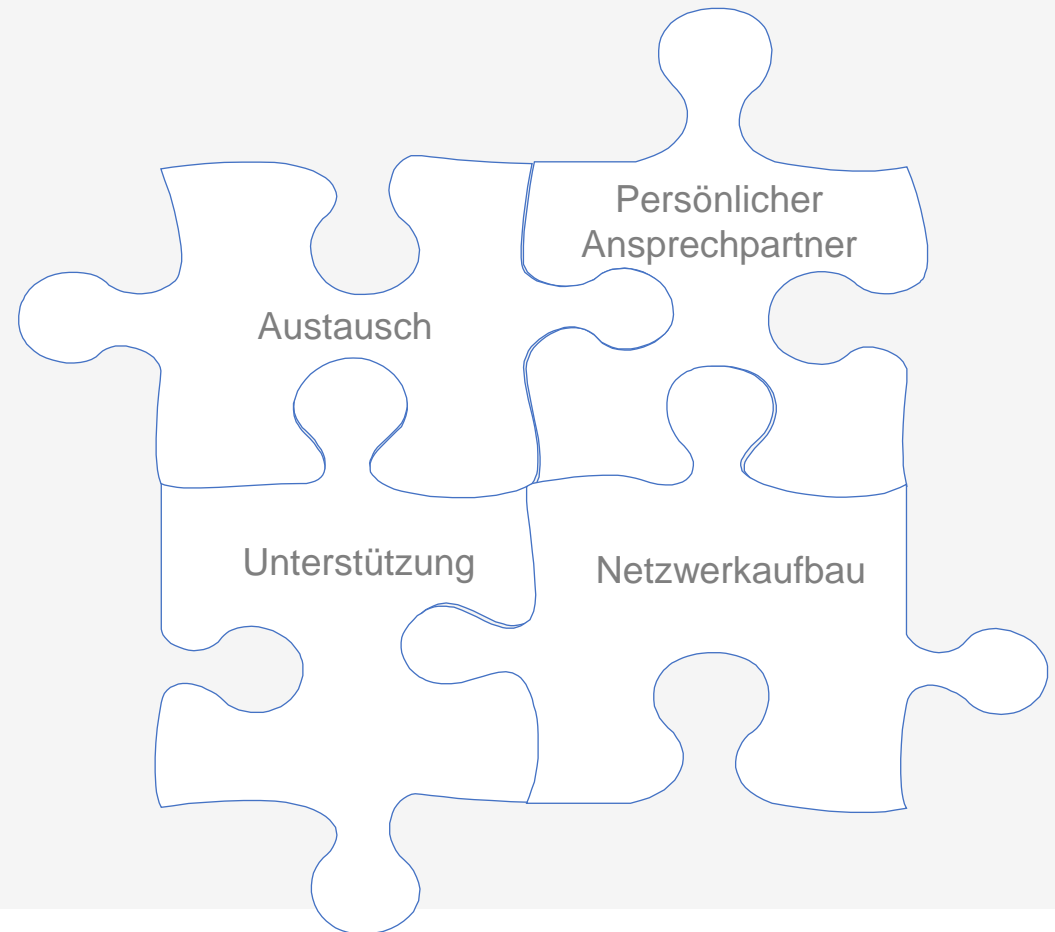 Persönlicher
Ansprechpartner
Austausch
Unterstützung
Netzwerkaufbau